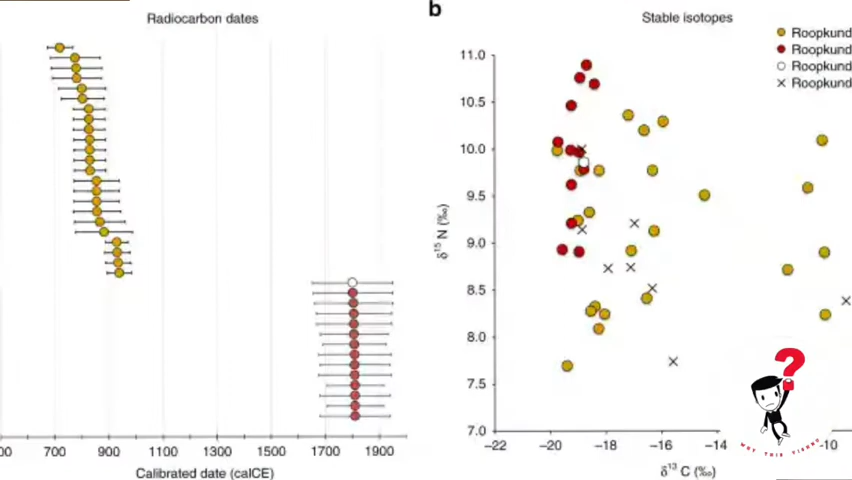 Radiocarbon dates
700 900 1100 1300 1500 1700 1900
Calibrated date (calCE)
b
Stable isotopes
Roopkund
Roopkund
Roopkund
Roopkund
11.0
10.5
10.0
9.5
9.0
8.5
8.0
7.5
7.0
δ15 N (‰)
−22 −20 −18 −16 −14 -10
δ13 C (‰)
?